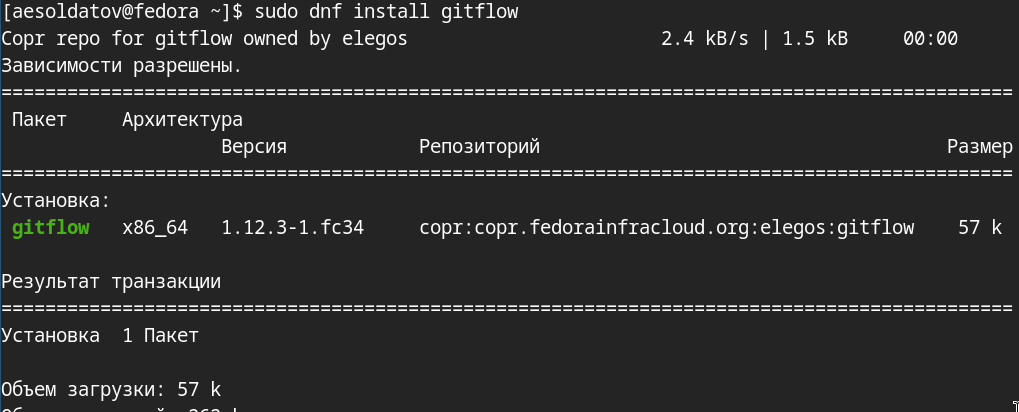 [aesoldatov@fedora ~]$ sudo dnf install gitflow
Copr repo for gitflow owned by elegos 2.4 kB/s | 1.5 kB 00:00
Зависимости разрешены.
================================================================================
Пакет Архитектура
Версия Репозиторий Размер
================================================================================
Установка:
gitflow x86_64 1.12.3-1.fc34 copr:copr.fedorainfracloud.org:elegos:gitflow 57 k
Результат транзакции
================================================================================
Установка 1 Пакет
Объем загрузки: 57 k